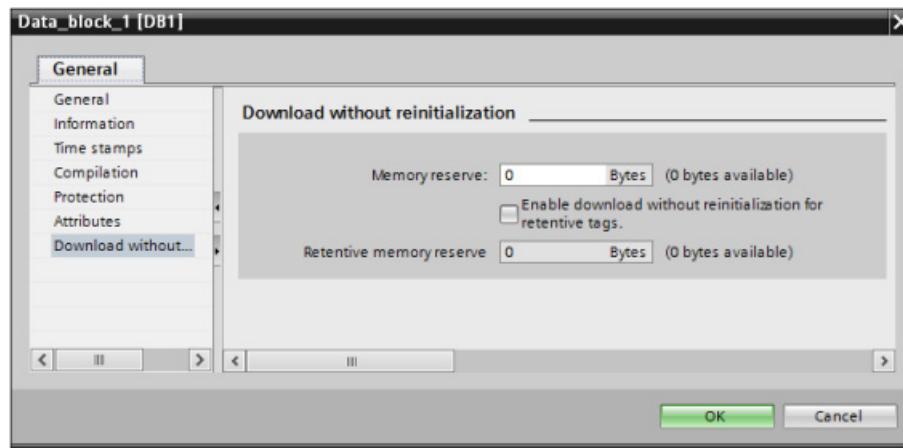 Data_block_1 [DB1]
General
General
Information
Time stamps
Compilation
Protection
Attributes
Download without...
Download without reinitialization
Memory reserve: 0 Bytes (0 bytes available)
Enable download without reinitialization for
retentive tags.
Retentive memory reserve 0 Bytes (0 bytes available)
OK Cancel